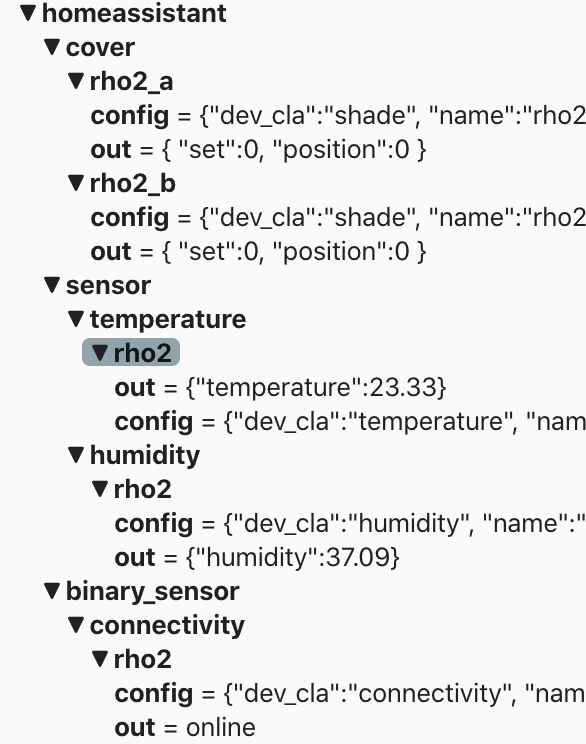 ▼ homeassistant
▼ cover
▼ rho2_a
config = {"dev_cla":"shade", "name":"rho2
out = { "set":0, "position":0 }
▼ rho2_b
config = {"dev_cla":"shade", "name":"rho2
out = { "set":0, "position":0 }
▼ sensor
▼ temperature
▼ rho2
out = {"temperature":23.33}
config = {"dev_cla":"temperature", "nam
▼ humidity
▼ rho2
config = {"dev_cla":"humidity", "name":"
out = {"humidity":37.09}
▼ binary_sensor
▼ connectivity
▼ rho2
config = {"dev_cla":"connectivity", "nam
out = online